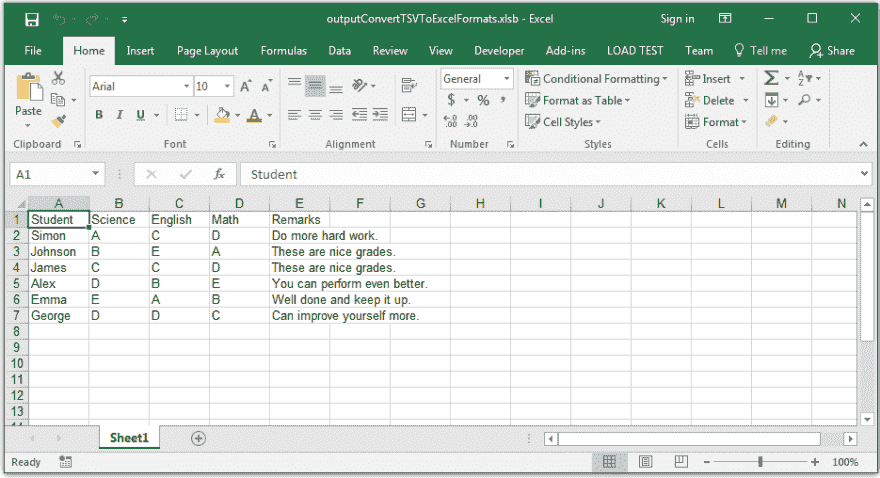 outputConvertTSVToExcelFormats.xlsb - Excel Sign in
File Home Insert Page Layout Formulas Data Review View Developer Add-ins LOAD TEST Team Tell me Share
Arial 10 A A General Conditional Formatting Insert Σ
Paste B I U A $ % , Format as Table Delete
Cell Styles Format
Clipboard Font Alignment Number Styles Cells Editing
A1 fx Student
A B C D E F G H I J K L M N
1 Student Science English Math Remarks
2 Simon A C D Do more hard work.
3 Johnson B E A These are nice grades.
4 James C C D These are nice grades.
5 Alex D B E You can perform even better.
6 Emma E A B Well done and keep it up.
7 George D D C Can improve yourself more.
8
9
10
11
12
13
Sheet1
Ready 100%